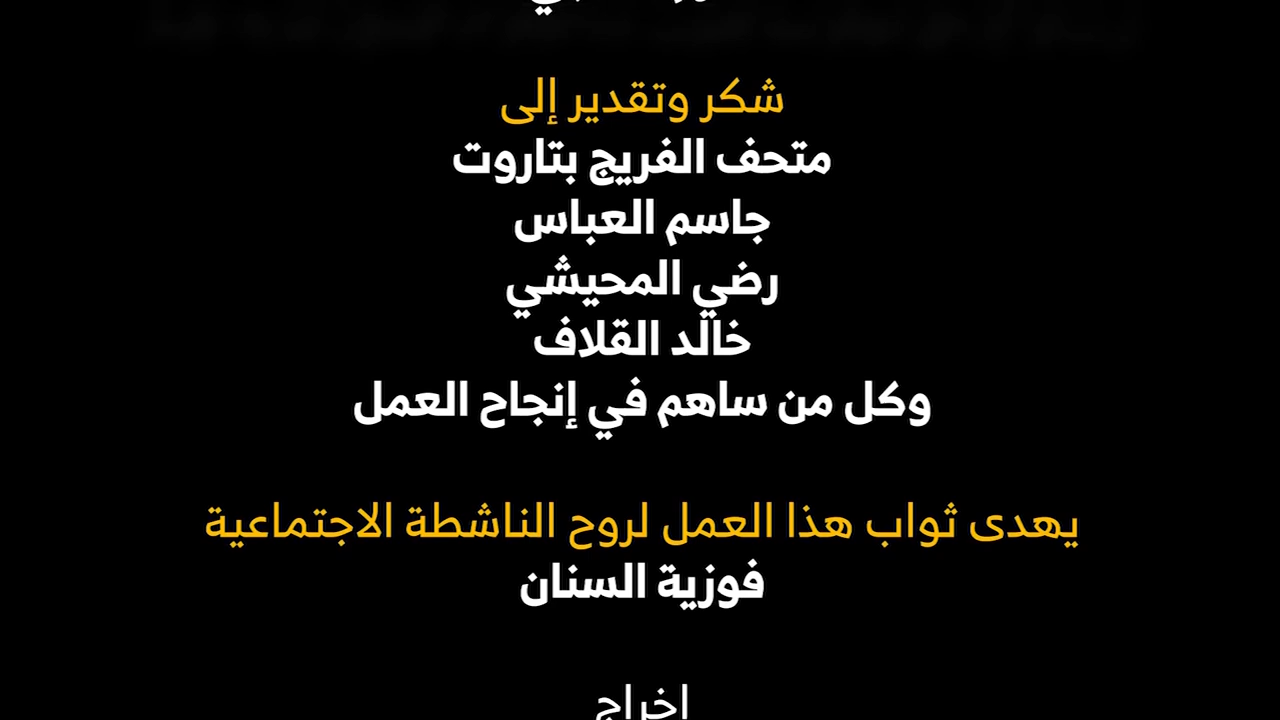 شكر وتقدير إلى
متحف الفريج بتاروت
جاسم العباس
رضي المحيشي
خالد القلاف
وكل من ساهم في إنجاح العمل
يهدى ثواب هذا العمل لروح الناشطة الاجتماعية
فوزية السنان
إخراج